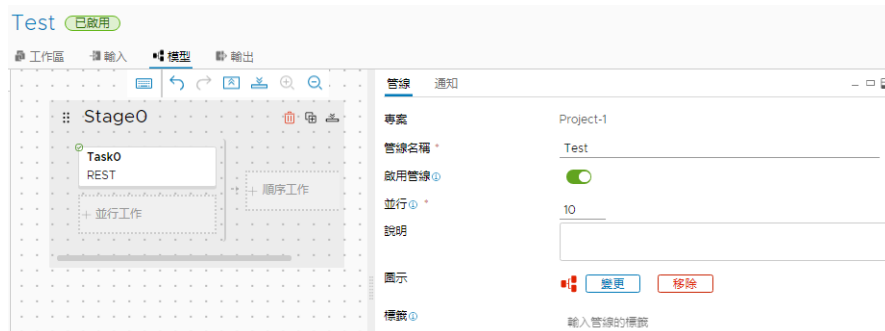 Test 已啟用
工作區 輸入 模型 輸出
Stage0
Task0
REST
+ 並行工作
+ 順序工作
管線 通知
專案 Project-1
管線名稱 * Test
啟用管線
並行 * 10
說明
圖示 變更 移除
標籤 輸入管線的標籤